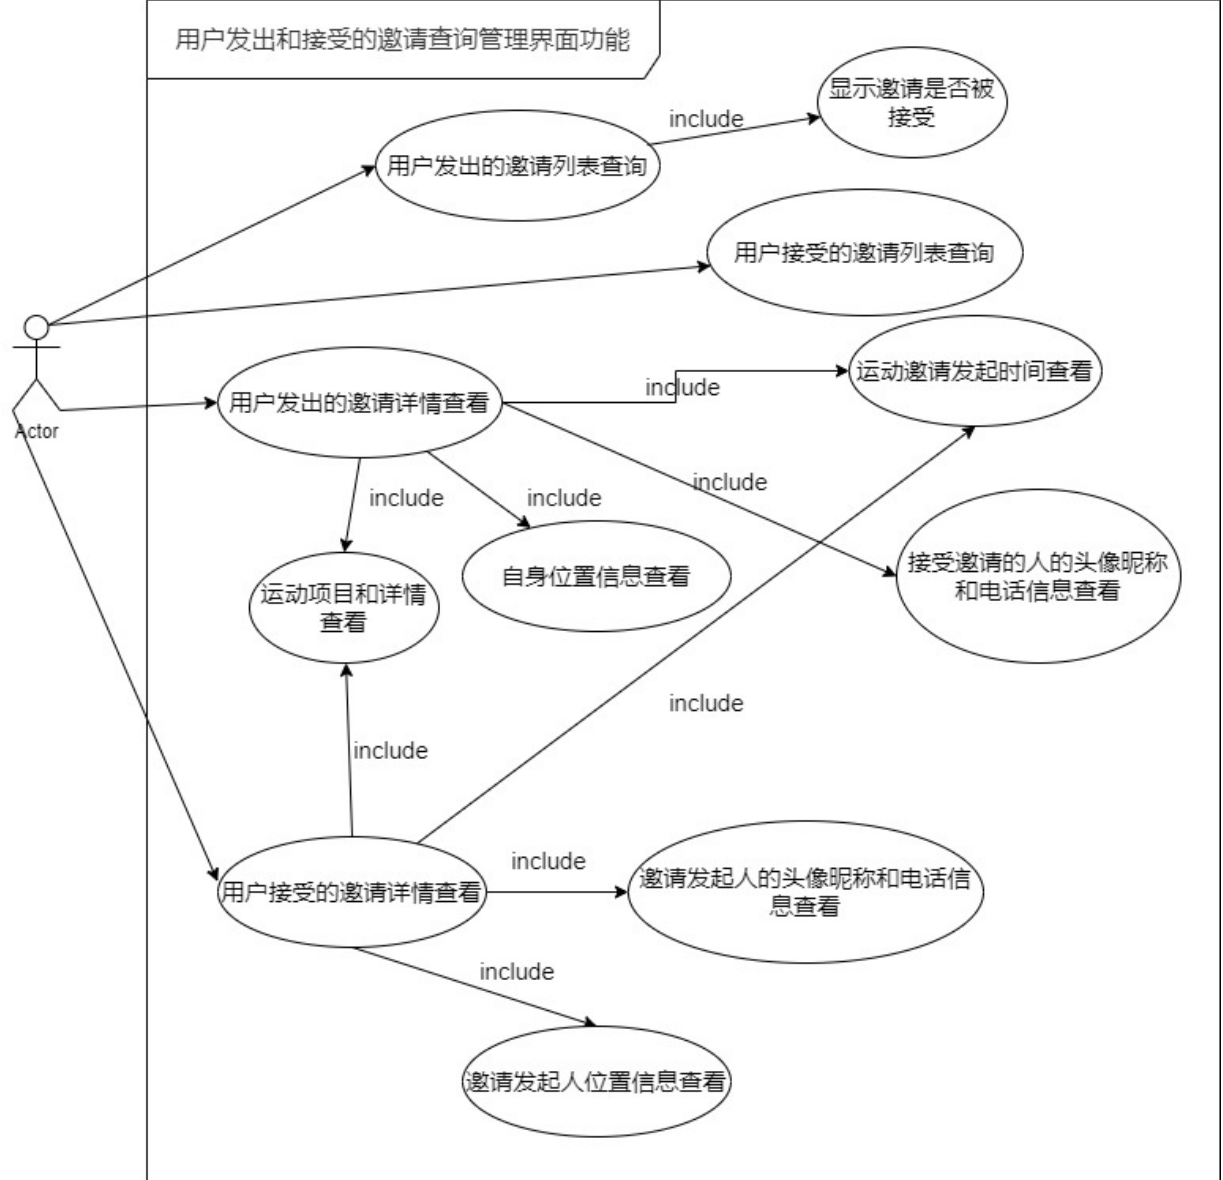 用户发出和接受的邀请查询管理界面功能
显示邀请是否被
接受
include
用户发出的邀请列表查询
用户接受的邀请列表查询
运动邀请发起时间查看
include
用户发出的邀请详情查看
Actor
include
include
include
自身位置信息查看
接受邀请的人的头像昵称
和电话信息查看
运动项目和详情
查看
include
include
用户接受的邀请详情查看
include
邀请发起人的头像昵称和电话信
息查看
include
邀请发起人位置信息查看